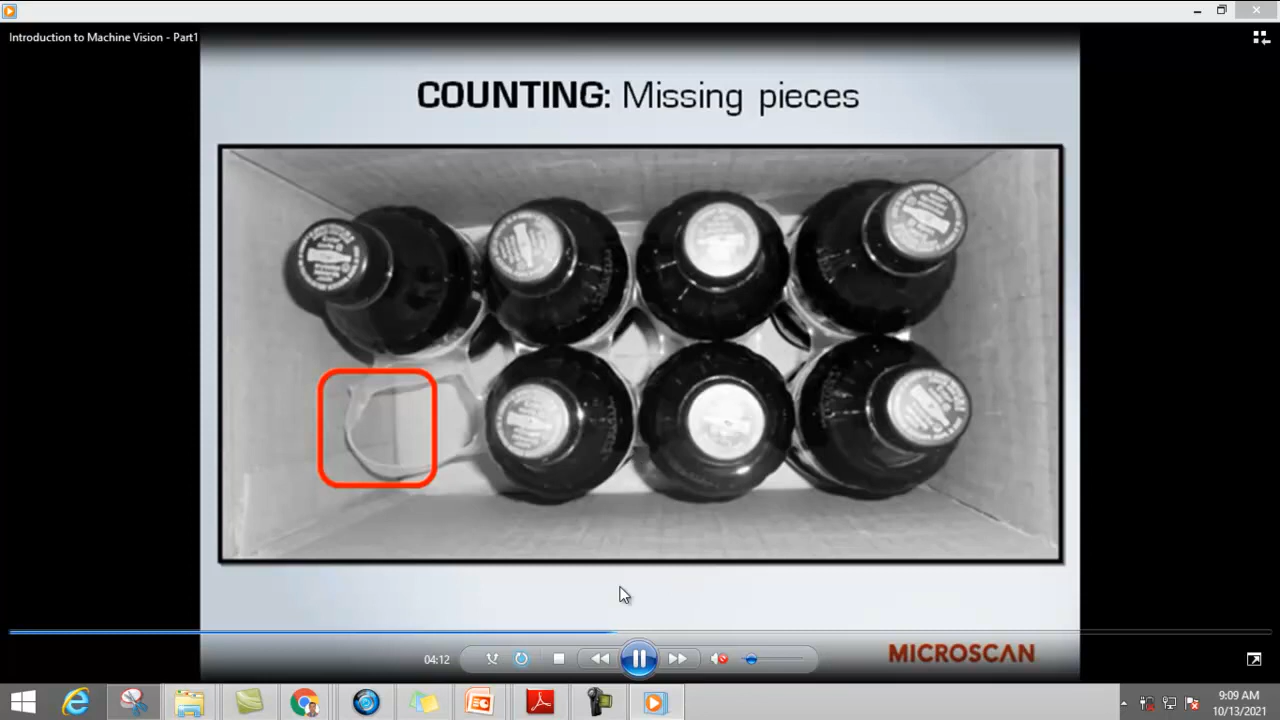 Introduction to Machine Vision - Part1
COUNTING: Missing pieces
04:12
MICROSCAN
9:09 AM
10/13/2021